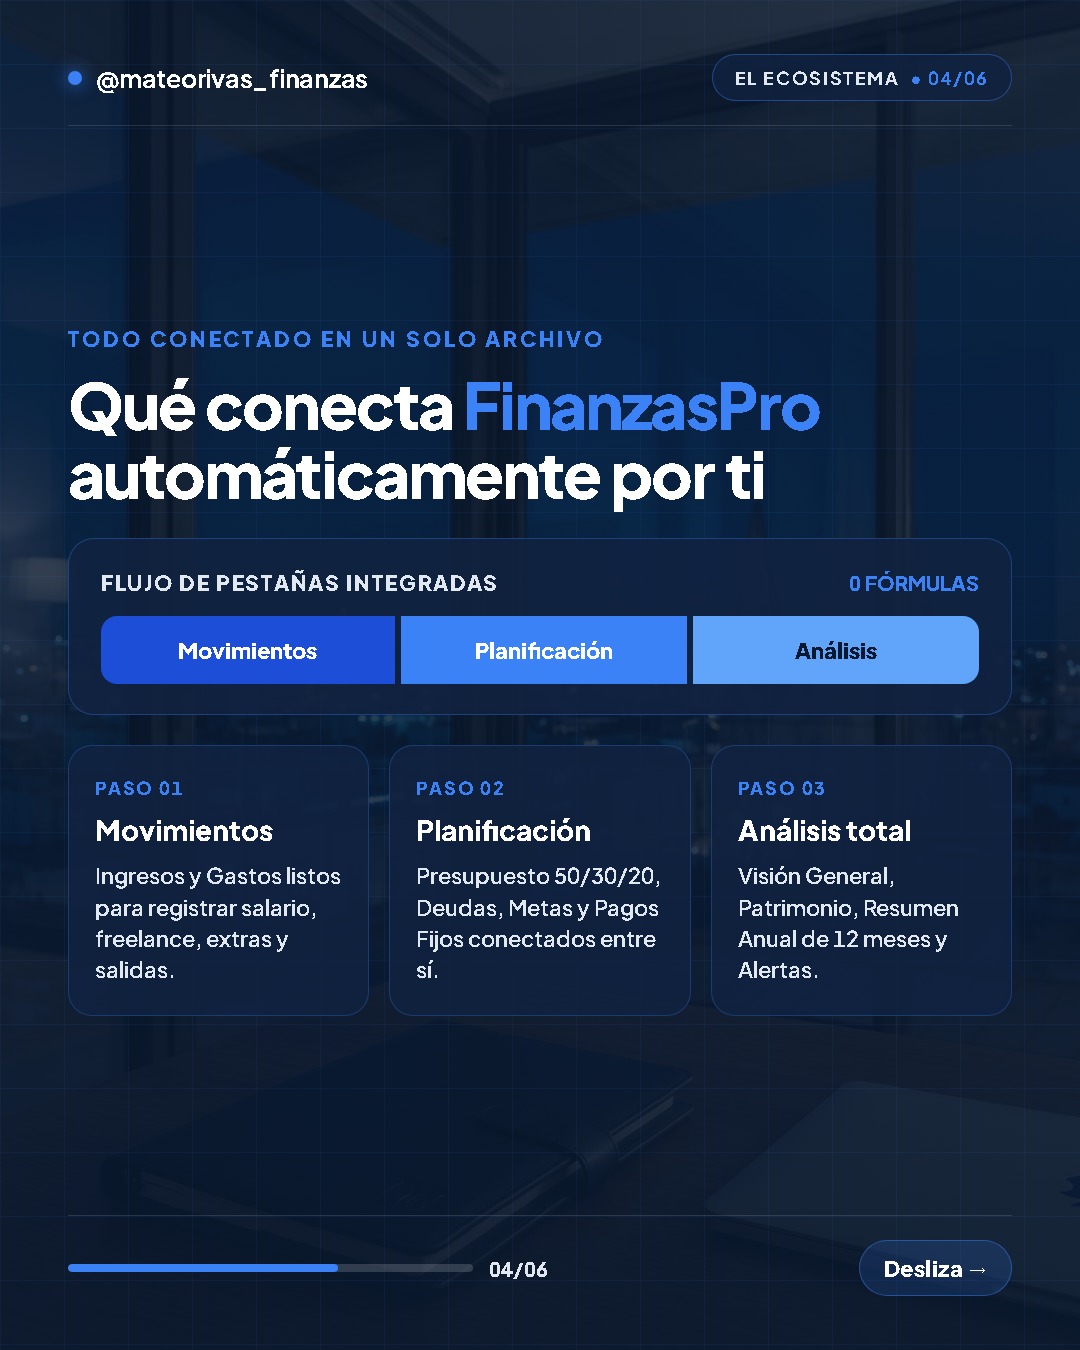 @mateorivas_finanzas
EL ECOSISTEMA • 04/06
TODO CONECTADO EN UN SOLO ARCHIVO
Qué conecta FinanzasPro
automáticamente por ti
FLUJO DE PESTAÑAS INTEGRADAS
0 FÓRMULAS
Movimientos
Planificación
Análisis
PASO 01
Movimientos
Ingresos y Gastos listos
para registrar salario,
freelance, extras y
salidas.
PASO 02
Planificación
Presupuesto 50/30/20,
Deudas, Metas y Pagos
Fijos conectados entre
sí.
PASO 03
Análisis total
Visión General,
Patrimonio, Resumen
Anual de 12 meses y
Alertas.
04/06
Desliza →